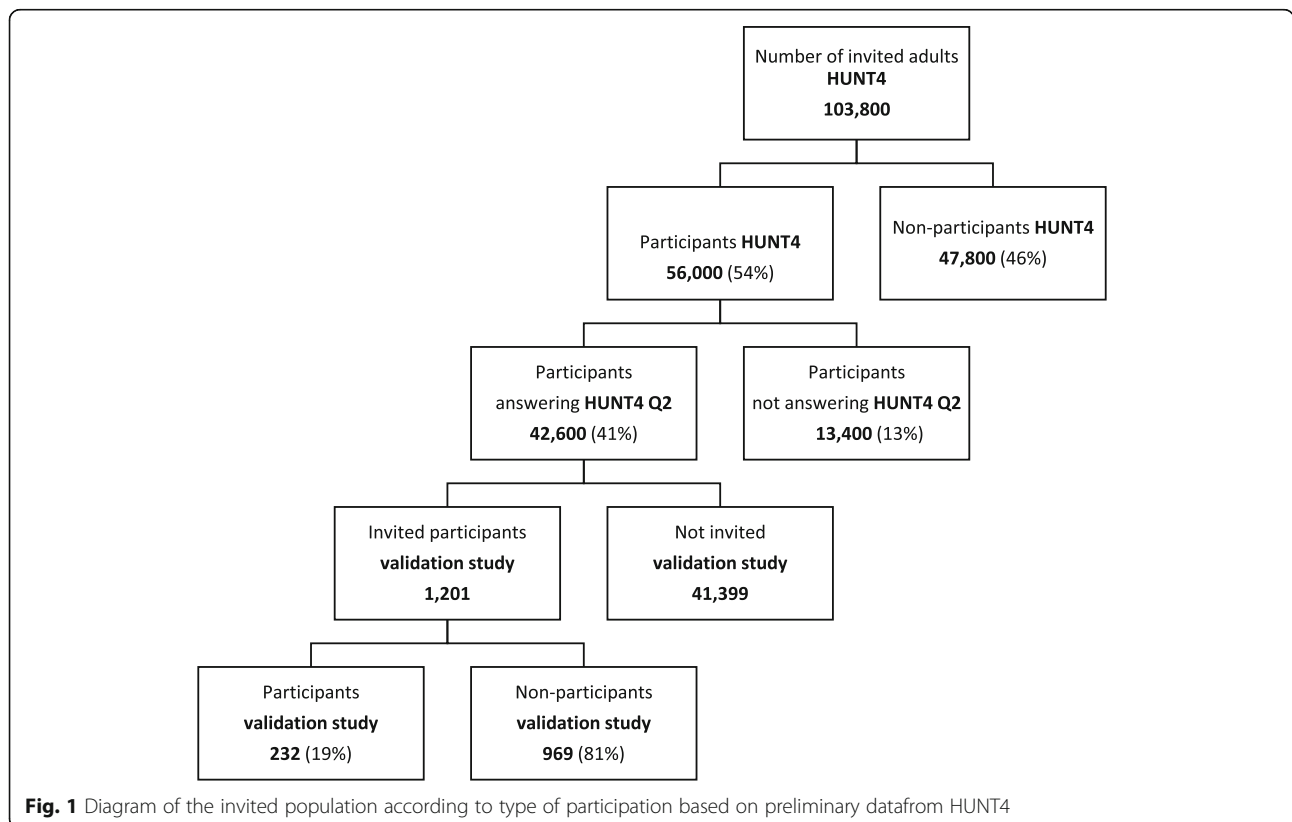 Number of invited adults
HUNT4
103,800
Participants HUNT4
56,000 (54%)
Non-participants HUNT4
47,800 (46%)
Participants
answering HUNT4 Q2
42,600 (41%)
Participants
not answering HUNT4 Q2
13,400 (13%)
Invited participants
validation study
1,201
Not invited
validation study
41,399
Participants
validation study
232 (19%)
Non-participants
validation study
969 (81%)
Fig. 1 Diagram of the invited population according to type of participation based on preliminary datafrom HUNT4